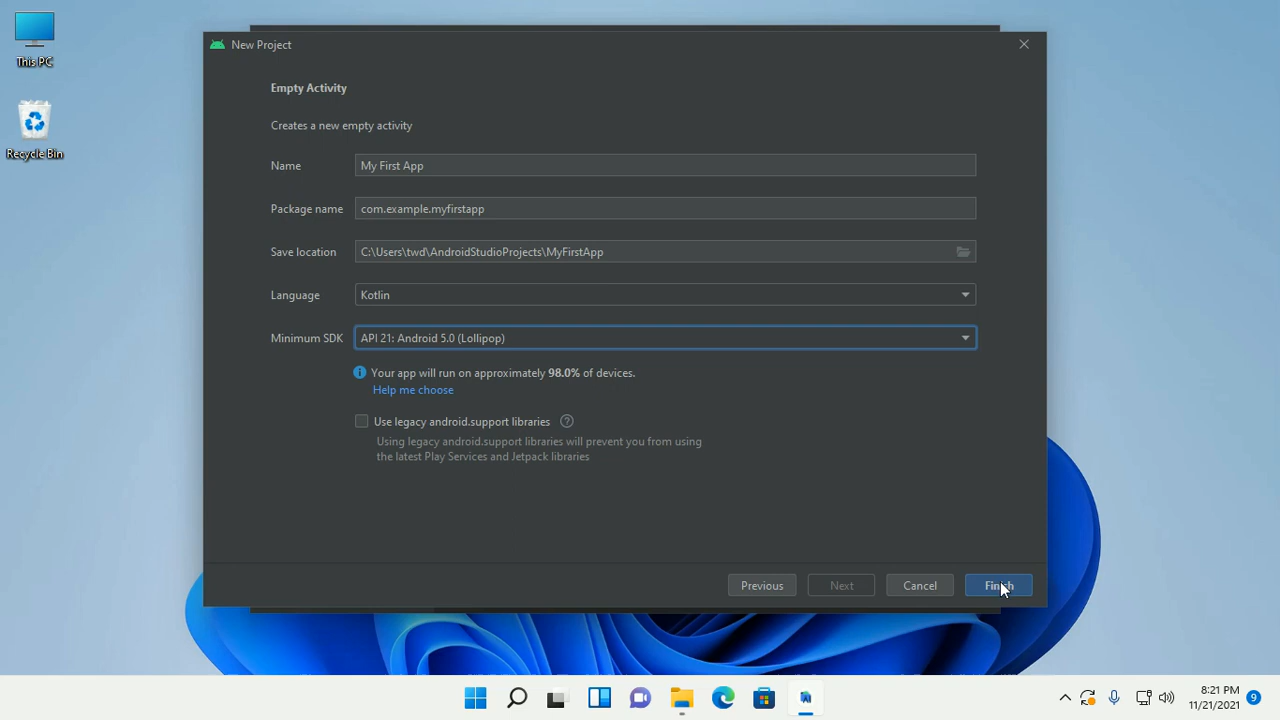 This PC
Recycle Bin
New Project
Empty Activity
Creates a new empty activity
Name My First App
Package name com.example.myfirstapp
Save location C:\Users\twd\AndroidStudioProjects\MyFirstApp
Language Kotlin
Minimum SDK API 21: Android 5.0 (Lollipop)
Your app will run on approximately 98.0% of devices.
Help me choose
Use legacy android.support libraries ?
Using legacy android.support libraries will prevent you from using
the latest Play Services and Jetpack libraries
Previous Next Cancel Finish
8:21 PM
11/21/2021
9